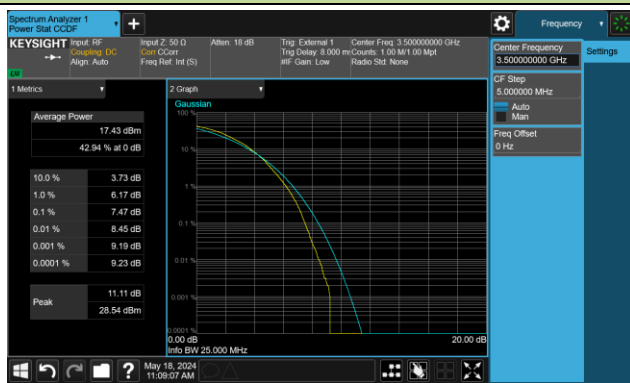 Spectrum Analyzer 1
Power Stat CCDF
+
Frequency
KEYSIGHT
Input: RF
Coupling: DC
Align: Auto
Input Z: 50 Ω
Corr CCorr
Freq Ref: Int (S)
Atten: 18 dB
Trig: External 1
Trig Delay: 8.000 ms
#IF Gain: Low
Center Freq: 3.500000000 GHz
Counts: 1.00 M/1.00 Mpt
Radio Std: None
Center Frequency
3.500000000 GHz
Settings
CF Step
5.000000 MHz
Auto
Man
Freq Offset
0 Hz
1 Metrics
Average Power
17.43 dBm
42.94 % at 0 dB
10.0 % 3.73 dB
1.0 % 6.17 dB
0.1 % 7.47 dB
0.01 % 8.45 dB
0.001 % 9.19 dB
0.0001 % 9.23 dB
Peak
11.11 dB
28.54 dBm
2 Graph
Gaussian
100 %
10 %
1 %
0.1 %
0.01 %
0.001 %
0.0001 %
0.00 dB 20.00 dB
Info BW 25.000 MHz
?
May 18, 2024
11:09:07 AM